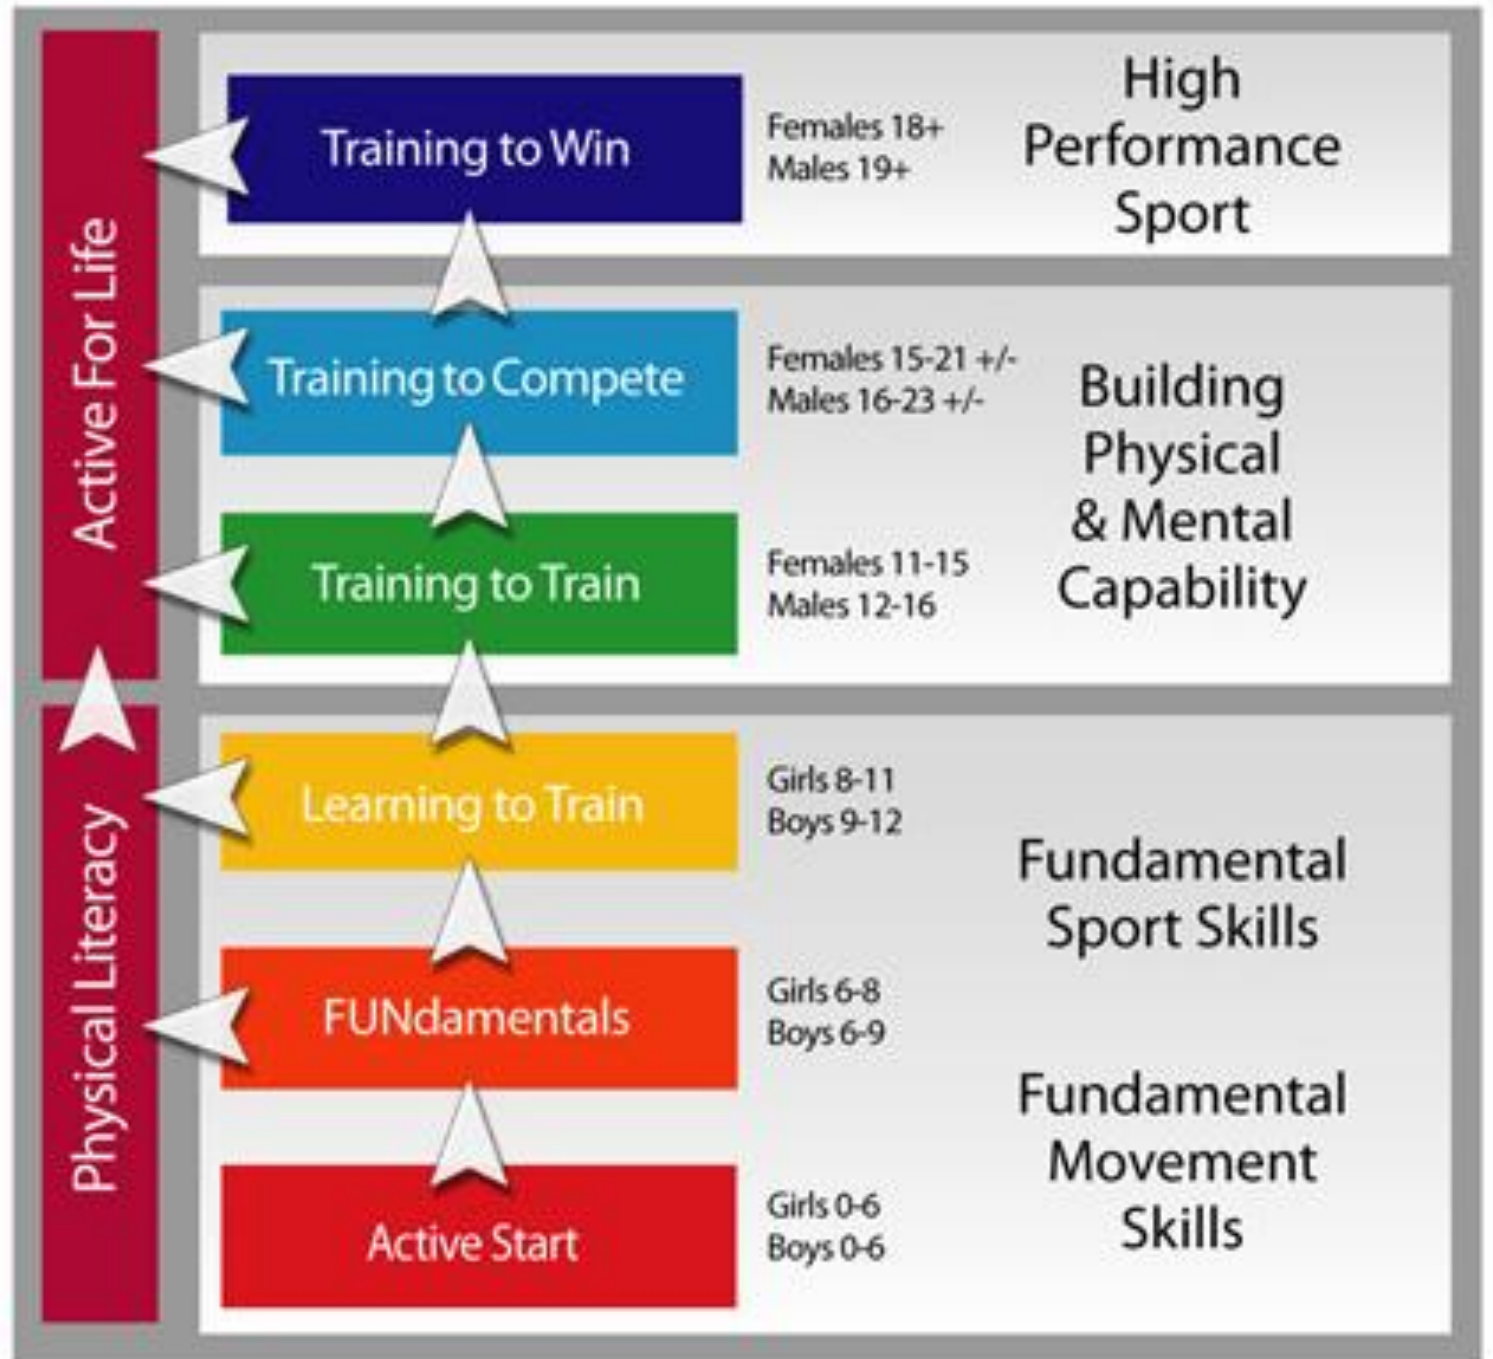 Active For Life
Physical Literacy
Training to Win
Females 18+
Males 19+
High
Performance
Sport
Training to Compete
Females 15-21 +/-
Males 16-23 +/-
Training to Train
Females 11-15
Males 12-16
Building
Physical
& Mental
Capability
Learning to Train
Girls 8-11
Boys 9-12
FUNdamentals
Girls 6-8
Boys 6-9
Fundamental
Sport Skills
Active Start
Girls 0-6
Boys 0-6
Fundamental
Movement
Skills